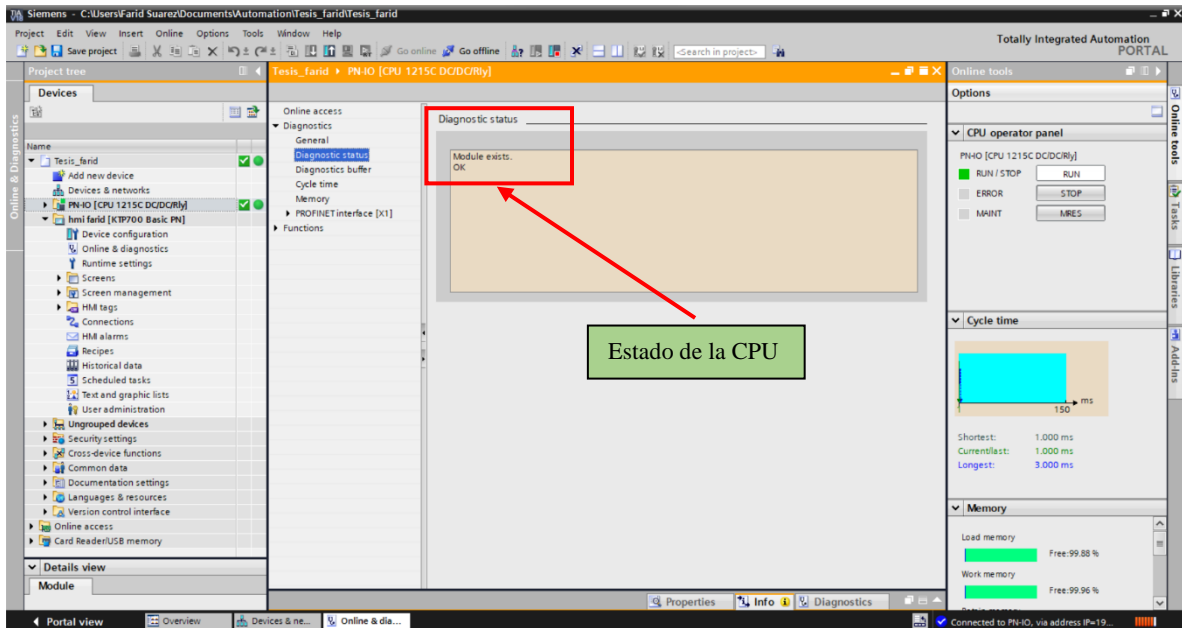 Siemens - C:\Users\Farid Suarez\Documents\Automation\Tesis_farid\Tesis_farid
Project Edit View Insert Online Options Tools Window Help
Totally Integrated Automation
PORTAL
Save project
Go online
Go offline
<Search in project>
Project tree
Tesis_farid
PN-IO [CPU 1215C DC/DC/Rly]
Online tools
Devices
Options
Online & Diagnostics
Name
Tesis_farid
Add new device
Devices & networks
PN-IO [CPU 1215C DC/DC/Rly]
hmi farid [KTP700 Basic PN]
Device configuration
Online & diagnostics
Runtime settings
Screens
Screen management
HMI tags
Connections
HMI alarms
Recipes
Historical data
Scheduled tasks
Text and graphic lists
User administration
Ungrouped devices
Security settings
Cross-device functions
Common data
Documentation settings
Languages & resources
Version control interface
Online access
Card Reader/USB memory
Details view
Module
Online access
Diagnostics
General
Diagnostic status
Diagnostics buffer
Cycle time
Memory
PROFINET interface [X1]
Functions
Diagnostic status
Module exists.
OK
Estado de la CPU
CPU operator panel
PN-IO [CPU 1215C DC/DC/Rly]
RUN / STOP RUN
ERROR STOP
MAINT MRES
Cycle time
ms
1 150
Shortest: 1.000 ms
Current/last: 1.000 ms
Longest: 3.000 ms
Memory
Load memory
Free:99.88 %
Work memory
Free:99.96 %
Online tools
Tasks
Libraries
Add-Ins
Properties Info Diagnostics
Portal view Overview Devices & ne... Online & dia...
Connected to PN-IO, via address IP=19...